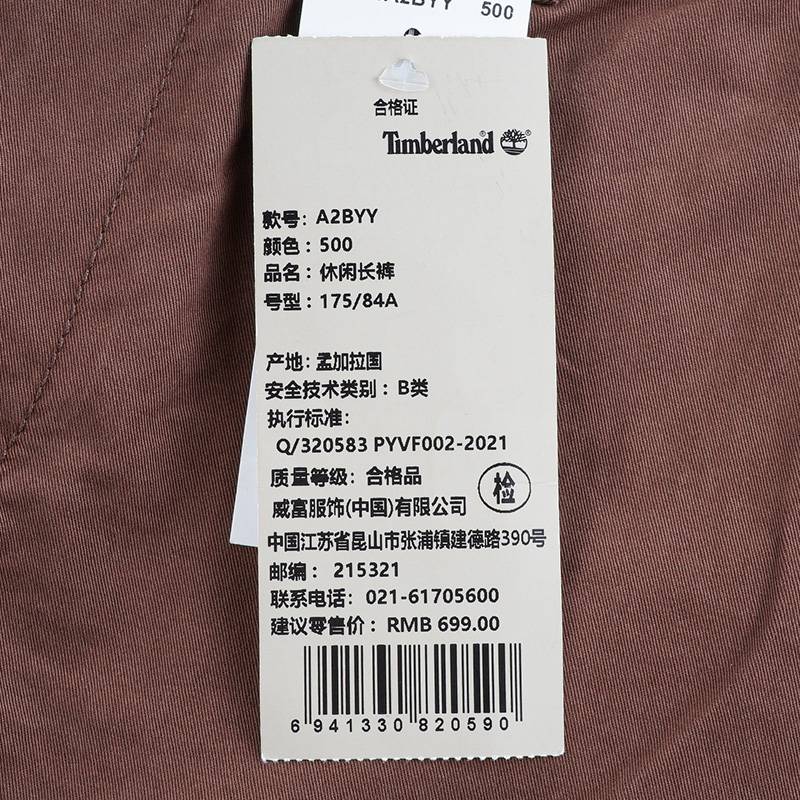 A2BYY 500
合格证
Timberland®
款号: A2BYY
颜色: 500
品名: 休闲长裤
号型: 175/84A
产地: 孟加拉国
安全技术类别: B类
执行标准:
Q/320583 PYVF002-2021
质量等级: 合格品
检
威富服饰(中国)有限公司
中国江苏省昆山市张浦镇建德路390号
邮编: 215321
联系电话: 021-61705600
建议零售价: RMB 699.00
6 941330 820590